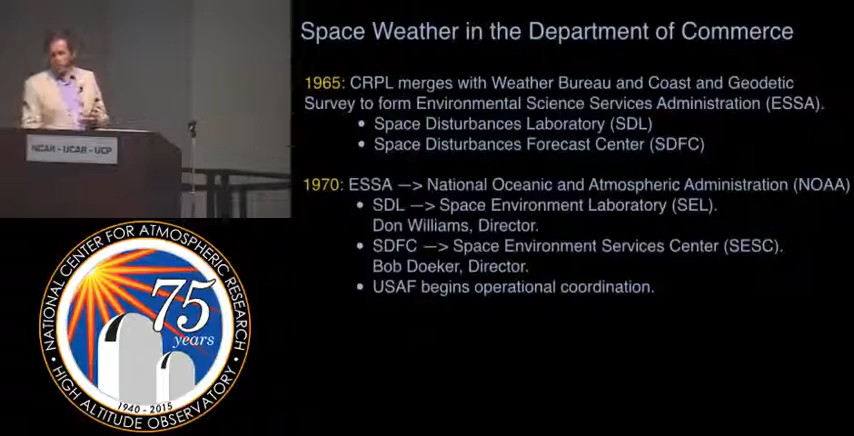 Space Weather in the Department of Commerce
1965: CRPL merges with Weather Bureau and Coast and Geodetic
Survey to form Environmental Science Services Administration (ESSA).
• Space Disturbances Laboratory (SDL)
• Space Disturbances Forecast Center (SDFC)
1970: ESSA —> National Oceanic and Atmospheric Administration (NOAA)
• SDL —> Space Environment Laboratory (SEL).
Don Williams, Director.
• SDFC —> Space Environment Services Center (SESC).
Bob Doeker, Director.
• USAF begins operational coordination.
NCAR - UCAR - UCP
NATIONAL CENTER FOR ATMOSPHERIC RESEARCH
75
years
1940 - 2015
HIGH ALTITUDE OBSERVATORY